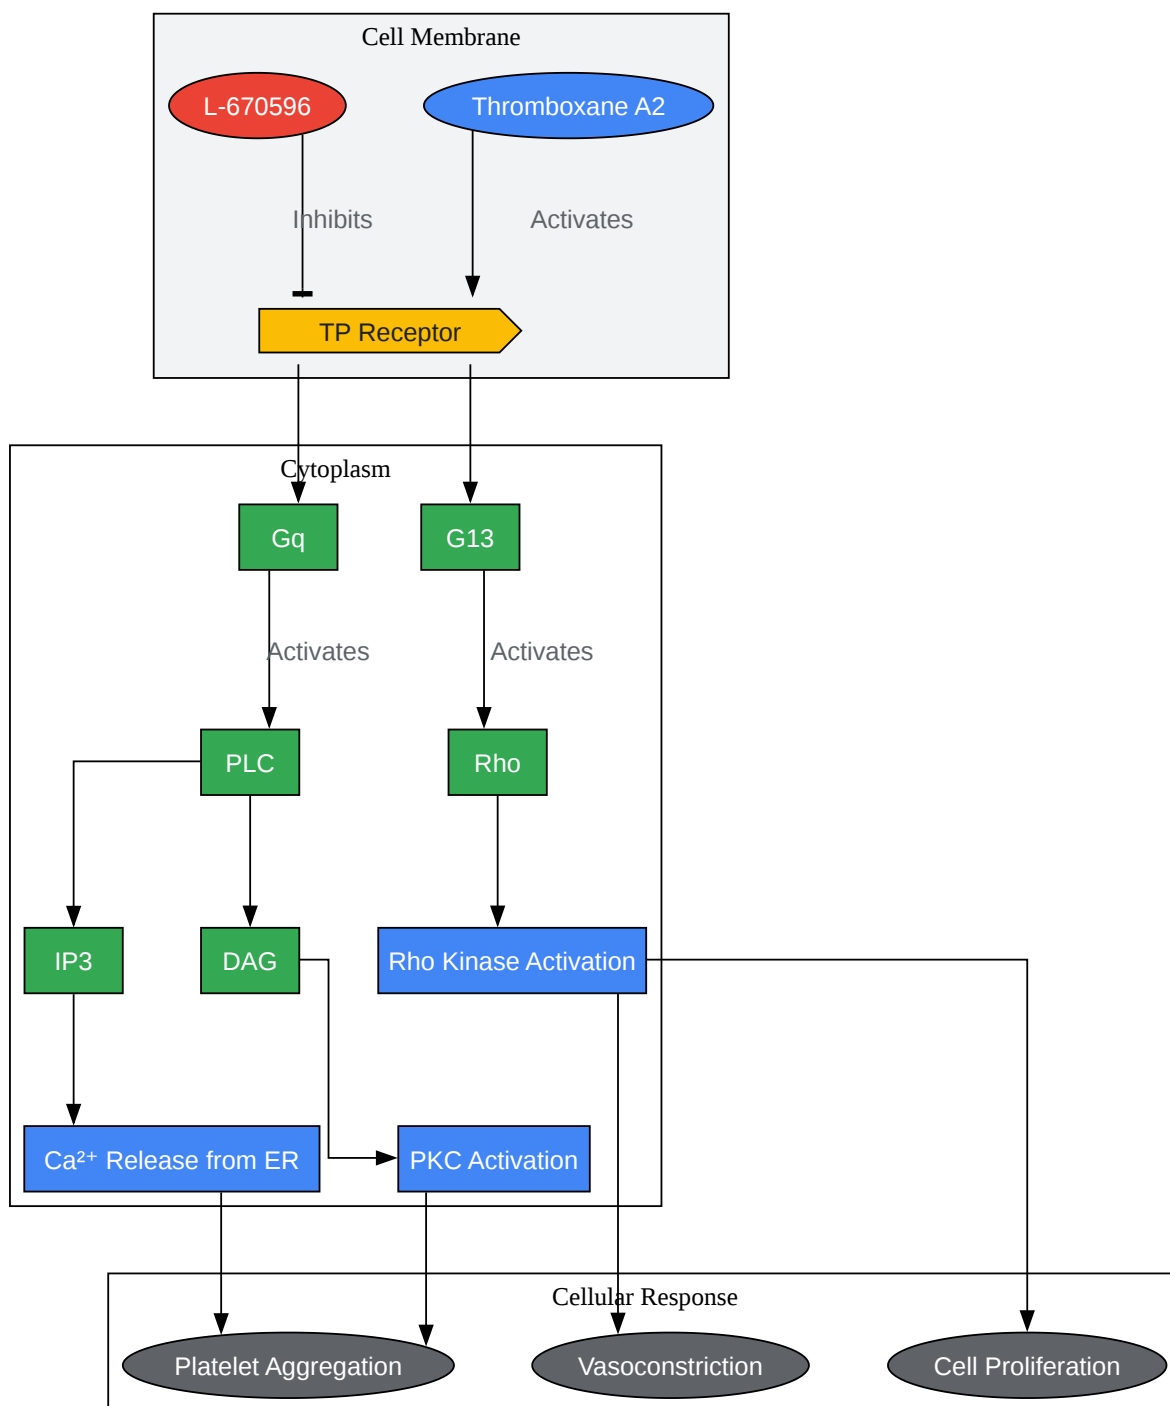 Cell Membrane
L-670596
Thromboxane A2
Inhibits
Activates
TP Receptor
Cytoplasm
Gq
G13
Activates
Activates
PLC
Rho
IP3
DAG
Rho Kinase Activation
Ca²⁺ Release from ER
PKC Activation
Cellular Response
Platelet Aggregation
Vasoconstriction
Cell Proliferation